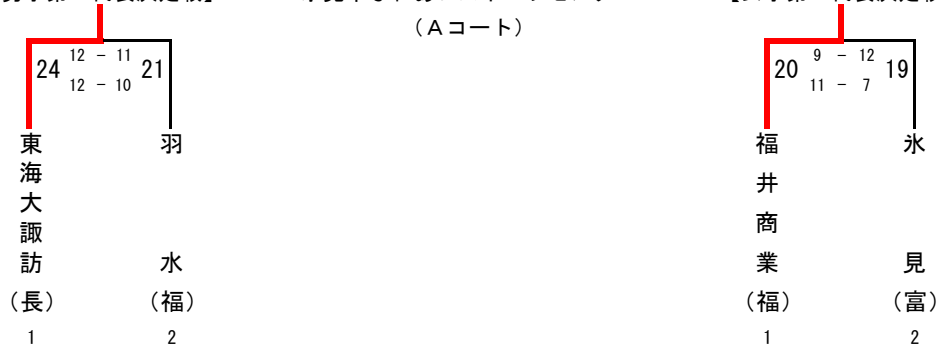 （Aコート）
24 12 － 11 21
12 － 10
20 9 － 12 19
11 － 7
東海大諏訪
羽水
福井商業
氷見
（長）
（福）
（福）
（富）
1
2
1
2